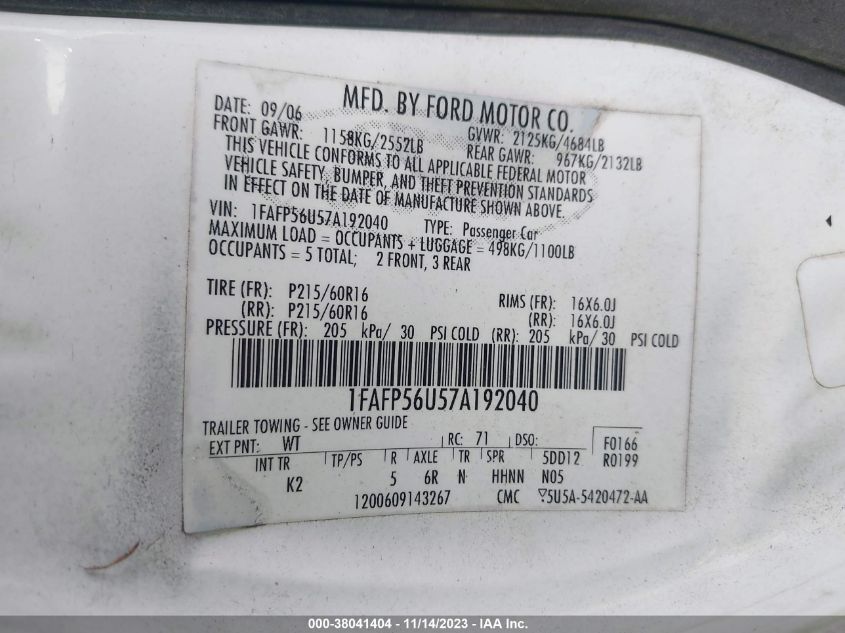 MFD. BY FORD MOTOR CO.
DATE: 09/06 GVWR: 2125KG/4684LB
FRONT GAWR: 1158KG/2552LB REAR GAWR: 967KG/2132LB
THIS VEHICLE CONFORMS TO ALL APPLICABLE FEDERAL MOTOR
VEHICLE SAFETY, BUMPER, AND THEFT PREVENTION STANDARDS
IN EFFECT ON THE DATE OF MANUFACTURE SHOWN ABOVE.
VIN: 1FAFP56U57A192040 TYPE: Passenger Car
MAXIMUM LOAD = OCCUPANTS + LUGGAGE = 498KG/1100LB
OCCUPANTS = 5 TOTAL; 2 FRONT, 3 REAR
TIRE (FR): P215/60R16 RIMS (FR): 16X6.0J
(RR): P215/60R16 (RR): 16X6.0J
PRESSURE (FR): 205 kPa/ 30 PSI COLD (RR): 205 kPa/ 30 PSI COLD
1FAFP56U57A192040
TRAILER TOWING - SEE OWNER GUIDE
EXT PNT: WT RC: 71 DSO: F0166
INT TR TP/PS R AXLE TR SPR 5DD12 R0199
K2 5 6R N HHNN N05
1200609143267 CMC 5U5A-5420472-AA
000-38041404 - 11/14/2023 - IAA Inc.